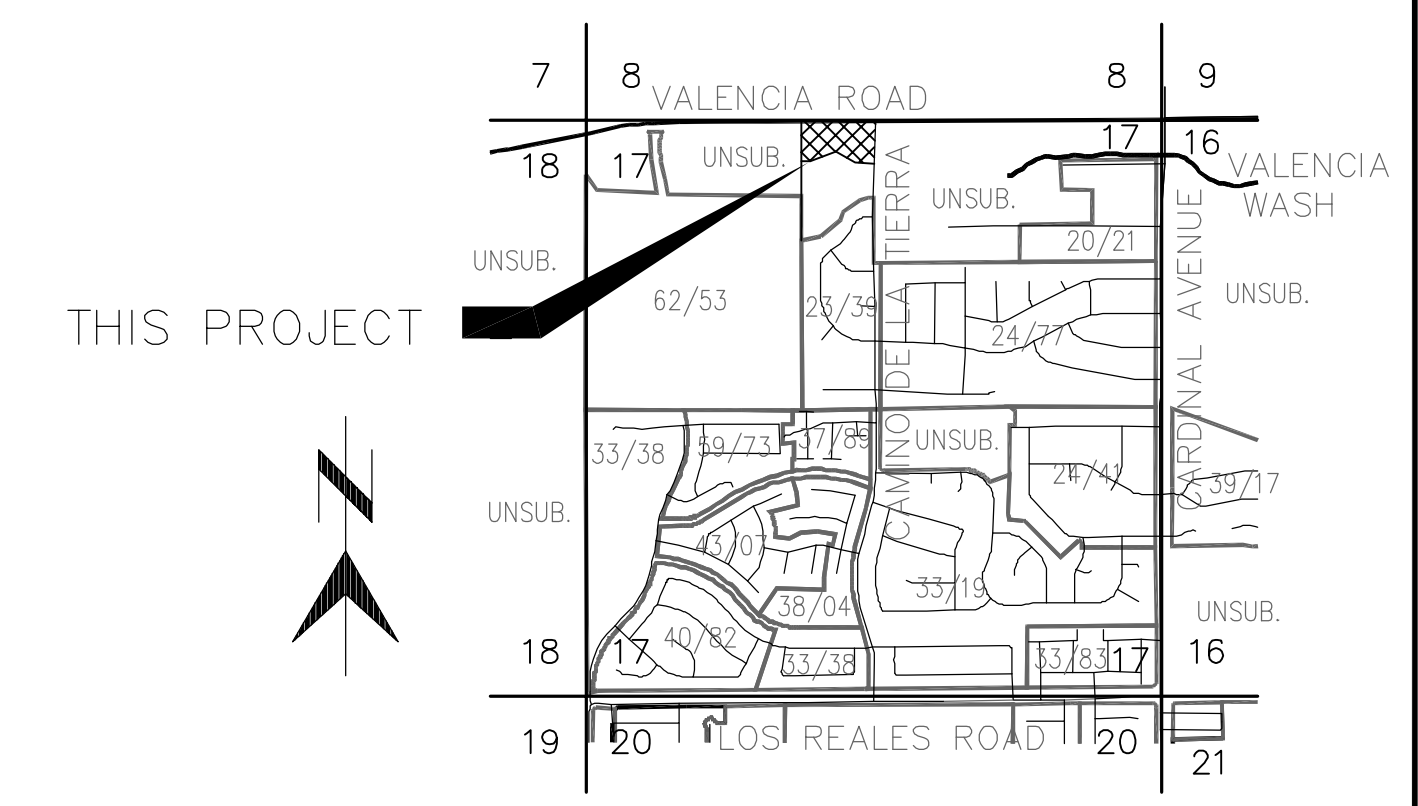 7
8
8
9
VALENCIA ROAD
18
17
UNSUB.
17
16
VALENCIA
WASH
UNSUB.
TIERRA
20/21
UNSUB.
62/53
23/39
CAMINO DE LA
24/77
CARDINAL AVENUE
UNSUB.
THIS PROJECT
N
33/38
59/73
37/89
UNSUB.
24/41
39/17
UNSUB.
43/07
33/19
38/04
UNSUB.
40/82
18
17
33/38
33/83
17
16
19
20
LOS REALES ROAD
20
21